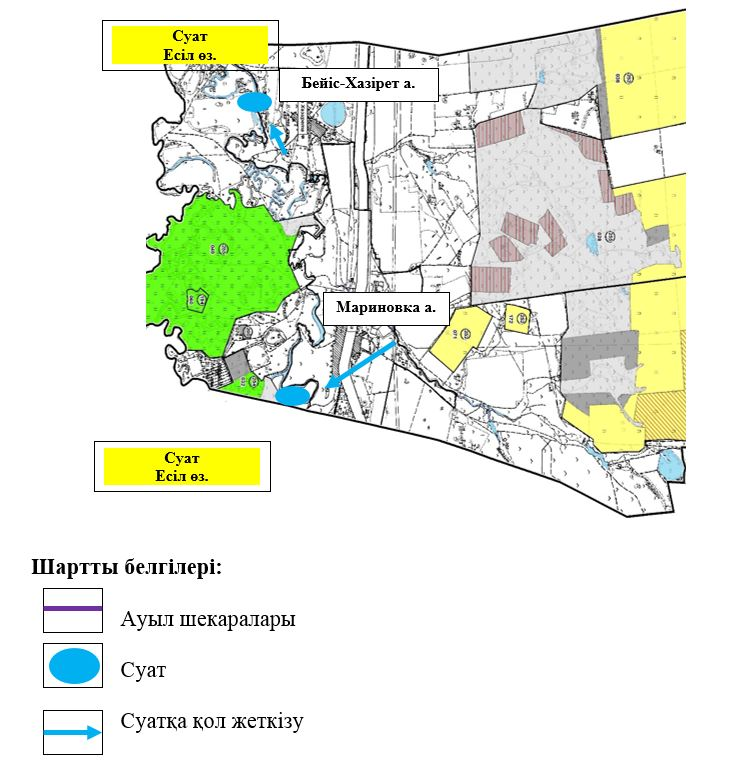 Суат
Есіл өз.
Бейіс-Хазірет а.
Мариновка а.
Суат
Есіл өз.
Шартты белгілері:
Ауыл шекаралары
Суат
Суатқа қол жеткізу